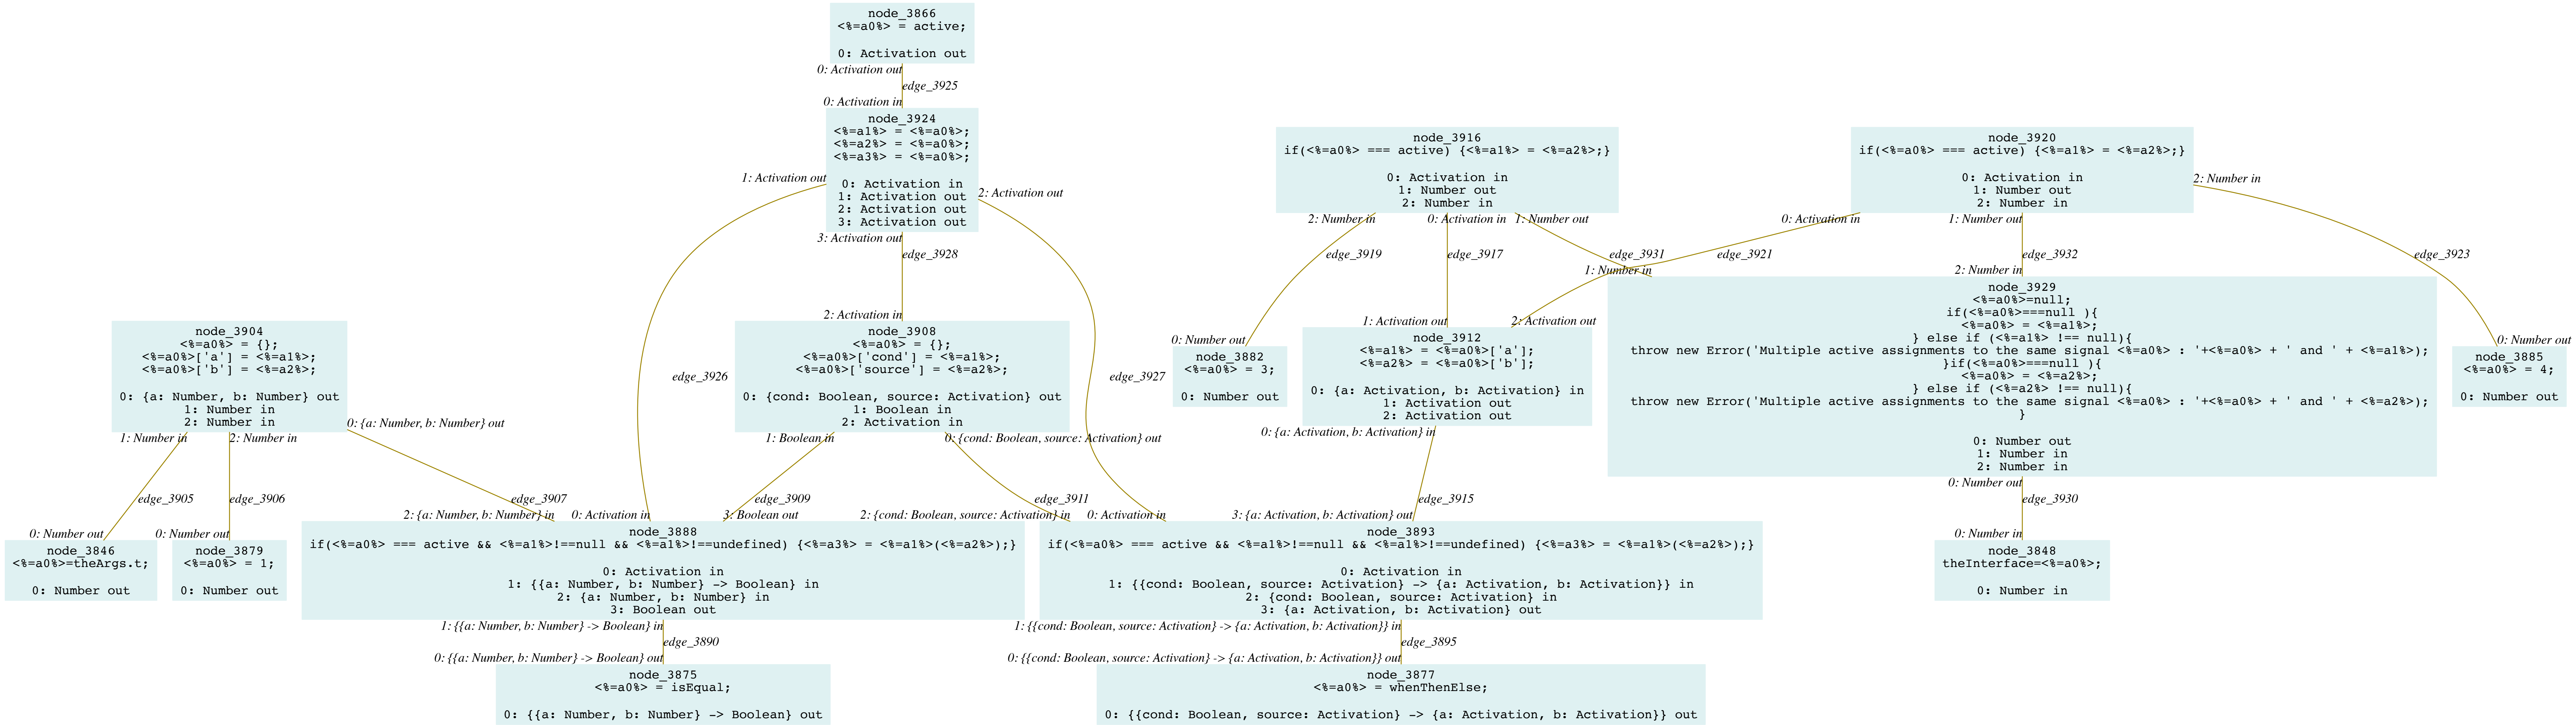 node_3866
<%=a0%> = active;
0: Activation out
0: Activation out
edge_3925
0: Activation in
node_3924
<%=a1%> = <%=a0%>;
<%=a2%> = <%=a0%>;
<%=a3%> = <%=a0%>;
0: Activation in
1: Activation out
2: Activation out
3: Activation out
1: Activation out
2: Activation out
3: Activation out
edge_3928
2: Activation in
edge_3926
edge_3927
node_3916
if(<%=a0%> === active) {<%=a1%> = <%=a2%>;}
0: Activation in
1: Number out
2: Number in
2: Number in
0: Activation in
1: Number out
edge_3919
edge_3917
edge_3931
node_3920
if(<%=a0%> === active) {<%=a1%> = <%=a2%>;}
0: Activation in
1: Number out
2: Number in
2: Number in
0: Activation in
1: Number out
edge_3921
edge_3932
edge_3923
1: Number in
2: Number in
node_3904
<%=a0%> = {};
<%=a0%>['a'] = <%=a1%>;
<%=a0%>['b'] = <%=a2%>;
0: {a: Number, b: Number} out
1: Number in
2: Number in
1: Number in
2: Number in
0: {a: Number, b: Number} out
edge_3905
edge_3906
edge_3907
node_3908
<%=a0%> = {};
<%=a0%>['cond'] = <%=a1%>;
<%=a0%>['source'] = <%=a2%>;
0: {cond: Boolean, source: Activation} out
1: Boolean in
2: Activation in
1: Boolean in
0: {cond: Boolean, source: Activation} out
edge_3909
edge_3911
0: Number out
node_3882
<%=a0%> = 3;
0: Number out
1: Activation out
2: Activation out
node_3912
<%=a1%> = <%=a0%>['a'];
<%=a2%> = <%=a0%>['b'];
0: {a: Activation, b: Activation} in
1: Activation out
2: Activation out
0: {a: Activation, b: Activation} in
edge_3915
node_3929
<%=a0%>=null;
if(<%=a0%>===null ){
<%=a0%> = <%=a1%>;
} else if (<%=a1%> !== null){
throw new Error('Multiple active assignments to the same signal <%=a0%> : '+<%=a0%> + ' and ' + <%=a1%>);
}if(<%=a0%>===null ){
<%=a0%> = <%=a2%>;
} else if (<%=a2%> !== null){
throw new Error('Multiple active assignments to the same signal <%=a0%> : '+<%=a0%> + ' and ' + <%=a2%>);
}
0: Number out
1: Number in
2: Number in
0: Number out
edge_3930
0: Number in
0: Number out
node_3885
<%=a0%> = 4;
0: Number out
0: Number out
node_3846
<%=a0%>=theArgs.t;
0: Number out
0: Number out
node_3879
<%=a0%> = 1;
0: Number out
2: {a: Number, b: Number} in
0: Activation in
3: Boolean out
node_3888
if(<%=a0%> === active && <%=a1%>!==null && <%=a1%>!==undefined) {<%=a3%> = <%=a1%>(<%=a2%>);}
0: Activation in
1: {{a: Number, b: Number} -> Boolean} in
2: {a: Number, b: Number} in
3: Boolean out
1: {{a: Number, b: Number} -> Boolean} in
edge_3890
0: {{a: Number, b: Number} -> Boolean} out
node_3875
<%=a0%> = isEqual;
0: {{a: Number, b: Number} -> Boolean} out
2: {cond: Boolean, source: Activation} in
0: Activation in
3: {a: Activation, b: Activation} out
node_3893
if(<%=a0%> === active && <%=a1%>!==null && <%=a1%>!==undefined) {<%=a3%> = <%=a1%>(<%=a2%>);}
0: Activation in
1: {{cond: Boolean, source: Activation} -> {a: Activation, b: Activation}} in
2: {cond: Boolean, source: Activation} in
3: {a: Activation, b: Activation} out
1: {{cond: Boolean, source: Activation} -> {a: Activation, b: Activation}} in
edge_3895
0: {{cond: Boolean, source: Activation} -> {a: Activation, b: Activation}} out
node_3877
<%=a0%> = whenThenElse;
0: {{cond: Boolean, source: Activation} -> {a: Activation, b: Activation}} out
node_3848
theInterface=<%=a0%>;
0: Number in